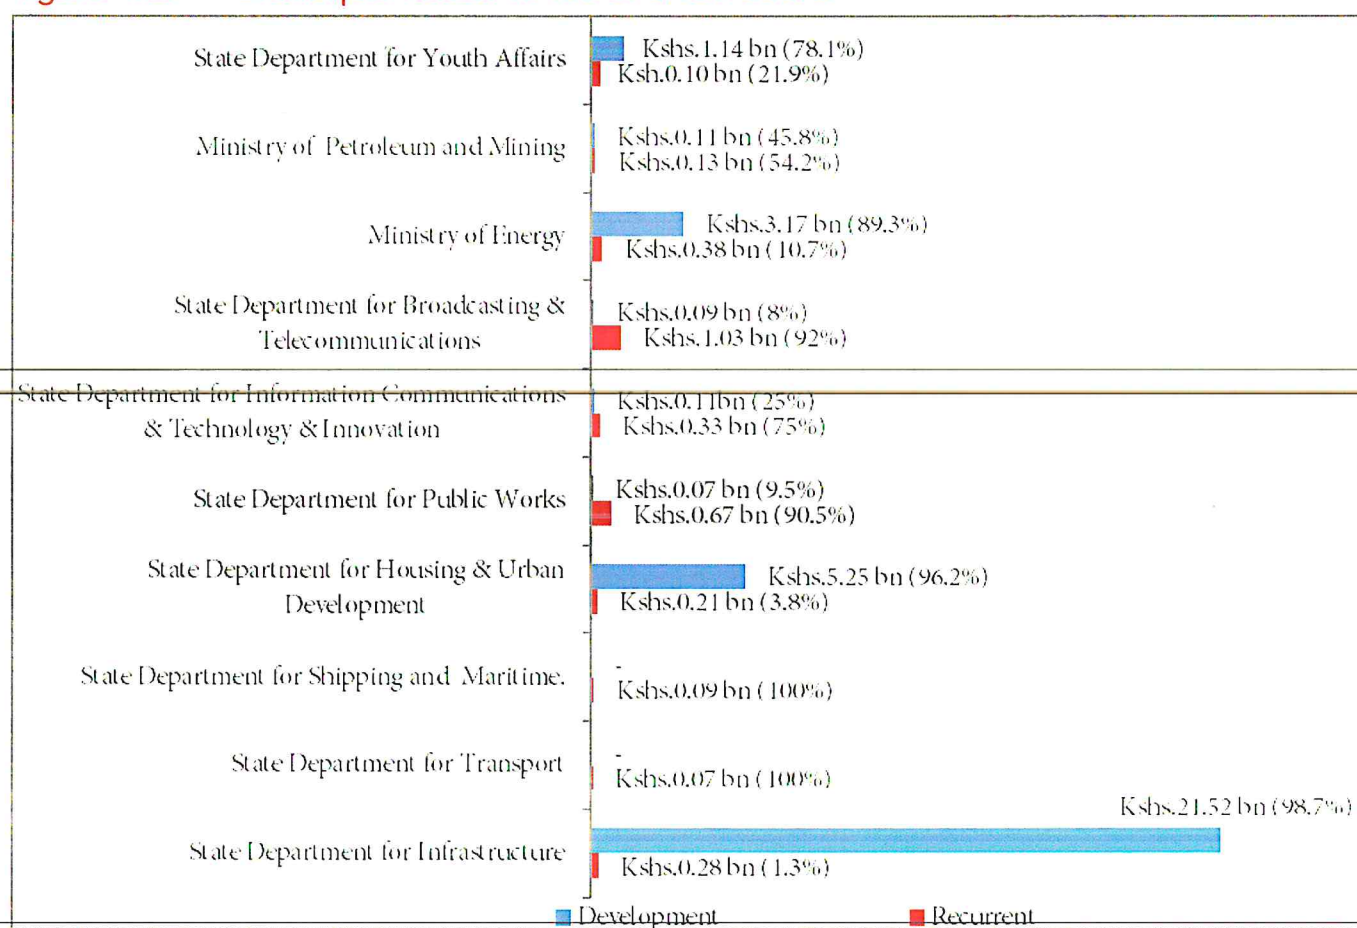 State Department for Youth Affairs
Kshs.1.14 bn (78.1%)
Ksh.0.10 bn (21.9%)
Ministry of Petroleum and Mining
Kshs.0.11 bn (45.8%)
Kshs.0.13 bn (54.2%)
Ministry of Energy
Kshs.3.17 bn (89.3%)
Kshs.0.38 bn (10.7%)
State Department for Broadcasting &
Telecommunications
Kshs.0.09 bn (8%)
Kshs.1.03 bn (92%)
State Department for Information Communications
& Technology & Innovation
Kshs.0.11bn (25%)
Kshs.0.33 bn (75%)
State Department for Public Works
Kshs.0.07 bn (9.5%)
Kshs.0.67 bn (90.5%)
State Department for Housing & Urban
Development
Kshs.5.25 bn (96.2%)
Kshs.0.21 bn (3.8%)
State Department for Shipping and Maritime.
-
Kshs.0.09 bn (100%)
State Department for Transport
-
Kshs.0.07 bn (100%)
State Department for Infrastructure
Kshs.21.52 bn (98.7%)
Kshs.0.28 bn (1.3%)
Development
Recurrent